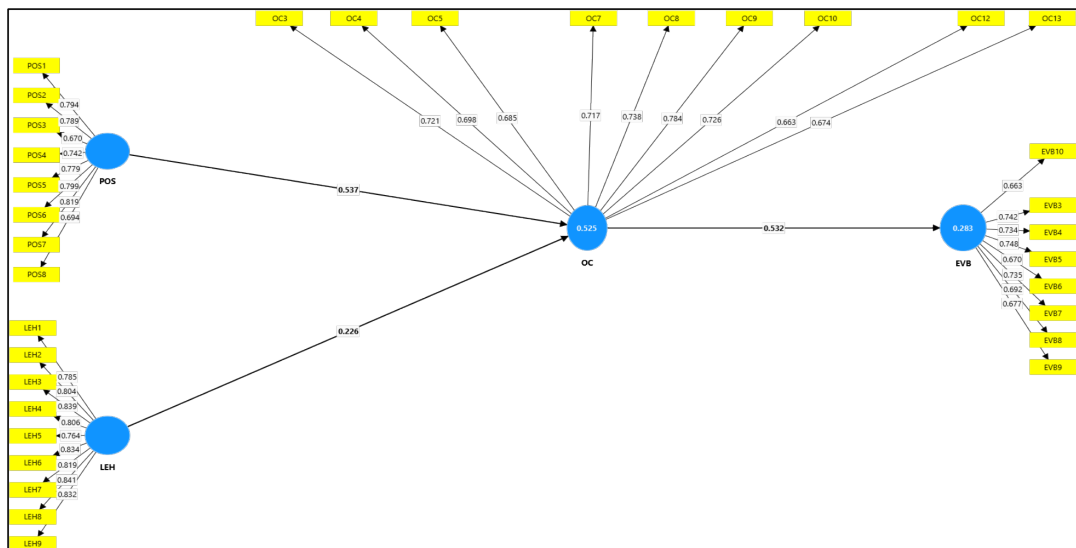 OC3
OC4
OC5
OC7
OC8
OC9
OC10
OC12
OC13
0.721
0.698
0.685
0.717
0.738
0.784
0.726
0.663
0.674
POS1
POS2
POS3
POS4
POS5
POS6
POS7
POS8
0.794
0.789
0.670
0.742
0.779
0.799
0.819
0.694
POS
0.537
LEH1
LEH2
LEH3
LEH4
LEH5
LEH6
LEH7
LEH8
LEH9
0.785
0.804
0.839
0.806
0.764
0.834
0.819
0.841
0.832
LEH
0.226
0.525
OC
0.532
0.283
EVB
0.663
0.742
0.734
0.748
0.670
0.735
0.692
0.677
EVB10
EVB3
EVB4
EVB5
EVB6
EVB7
EVB8
EVB9